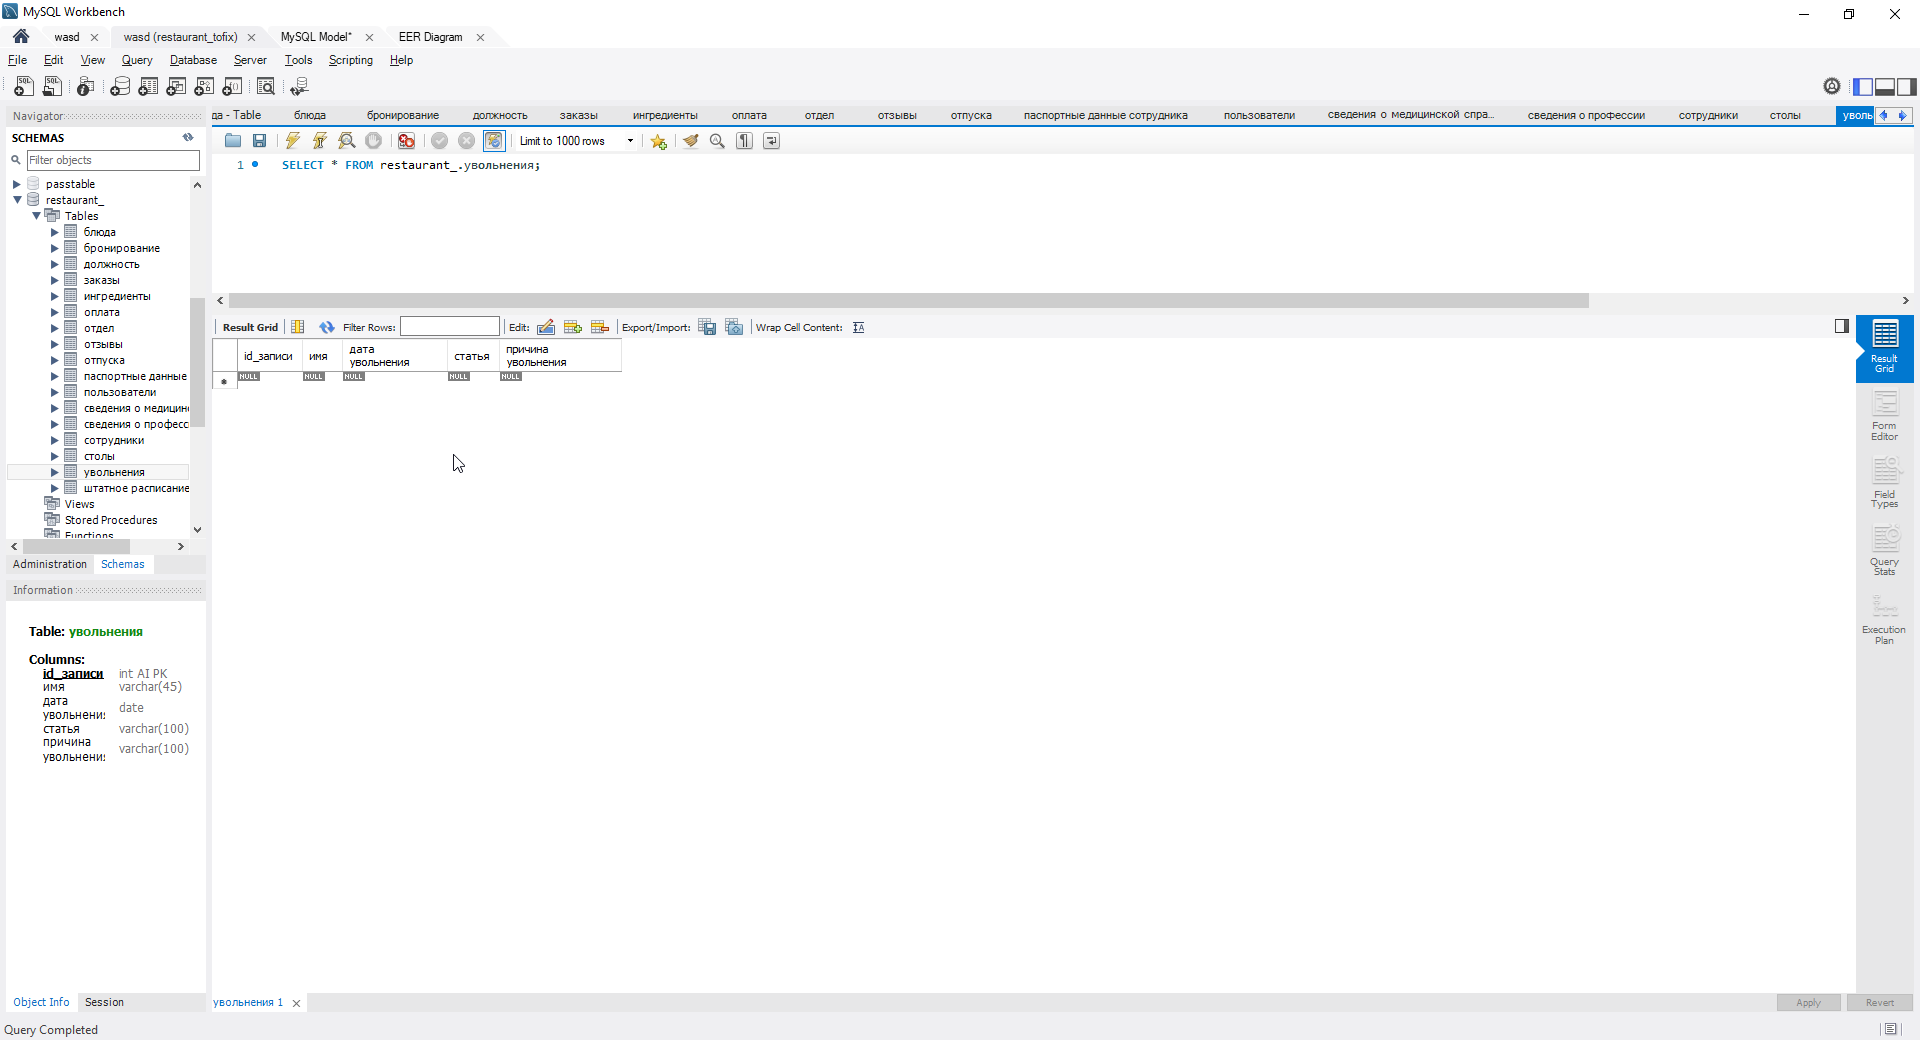 MySQL Workbench
wasd
wasd (restaurant_tofix)
MySQL Model*
EER Diagram
File Edit View Query Database Server Tools Scripting Help
Navigator
SCHEMAS
Filter objects
passtable
restaurant_
Tables
блюда
бронирование
должность
заказы
ингредиенты
оплата
отдел
отзывы
отпуска
паспортные данные
пользователи
сведения о медицин
сведения о професс
сотрудники
столы
увольнения
штатное расписание
Views
Stored Procedures
Functions
Administration Schemas
Information
Table: увольнения
Columns:
id_записи int AI PK
имя varchar(45)
дата
увольнени date
статья varchar(100)
причина
увольнени varchar(100)
Object Info Session
Query Completed
да - Table блюда бронирование должность заказы ингредиенты оплата отдел отзывы отпуска паспортные данные сотрудника пользователи сведения о медицинской спра... сведения о профессии сотрудники столы уволь
Limit to 1000 rows
1 SELECT * FROM restaurant_.увольнения;
Result Grid Filter Rows: Edit: Export/Import: Wrap Cell Content:
id_записи имя дата увольнения статья причина увольнения
NULL NULL NULL NULL NULL
Result
Grid
Form
Editor
Field
Types
Query
Stats
Execution
Plan
увольнения 1
Apply Revert